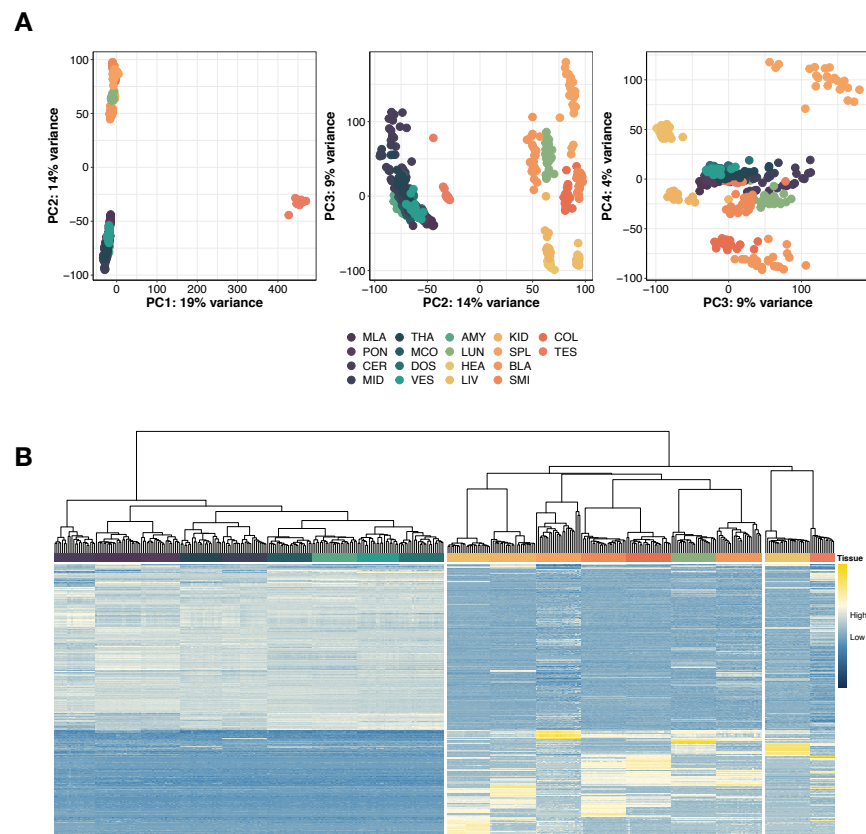 A
100
50
0
−50
−100
PC2: 14% variance
0 100 200 300 400
PC1: 19% variance
100
0
−100
PC3: 9% variance
−100 −50 0 50 100
PC2: 14% variance
100
50
0
−50
−100
PC4: 4% variance
−100 0 100
PC3: 9% variance
MLA THA AMY KID COL
PON MCO LUN SPL TES
CER DOS HEA BLA
MID VES LIV SMI
B
Tissue
High
Low